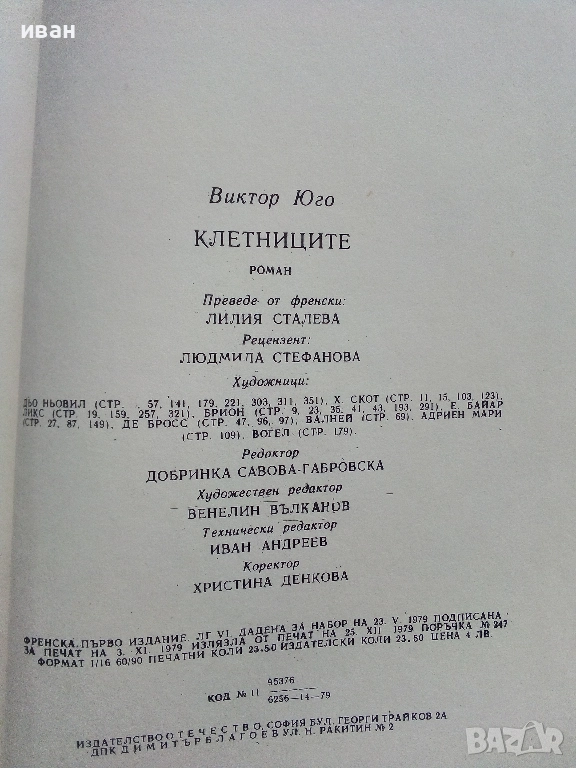 иван
Виктор Юго
КЛЕТНИЦИТЕ
РОМАН
Преведе от френски:
ЛИЛИЯ СТАЛЕВА
Рецензент:
ЛЮДМИЛА СТЕФАНОВА
Художници:
ДЬО НЬОВИЛ (СТР. . 57, 141, 179, 221, 303, 311, 351), Х. СКОТ (СТР. 11, 15, 103, 123),
ЛИКС (СТР. 19, 159, 257, 321), БРИОН (СТР. 9, 23, 35, 41, 43, 193, 291), Е. БАЙАР
(СТР. 27, 87, 149), ДЕ БРОСС (СТР. 47, 96, 97), ВАЛНЕЙ (СТР. 69), АДРИЕН МАРИ
(СТР. 109), ВОГЕЛ (СТР. 179).
Редактор
ДОБРИНКА САВОВА-ГАБРОВСКА
Художествен редактор
ВЕНЕЛИН ВЪЛКАНОВ
Технически редактор
ИВАН АНДРЕЕВ
Коректор
ХРИСТИНА ДЕНКОВА
ФРЕНСКА. ПЪРВО ИЗДАНИЕ. ЛГ VI. ДАДЕНА ЗА НАБОР НА 23. V. 1979 ПОДПИСАНА
ЗА ПЕЧАТ НА 3. XI. 1979 ИЗЛЯЗЛА ОТ ПЕЧАТ НА 25. XII 1979 ПОРЪЧКА № 247
ФОРМАТ 1/16 60/90 ПЕЧАТНИ КОЛИ 23.50 ИЗДАТЕЛСКИ КОЛИ 23.50 ЦЕНА 4 ЛВ.
95376
КОД № 11
6256—14—79
ИЗДАТЕЛСТВО ОТЕЧЕСТВО, СОФИЯ БУЛ. ГЕОРГИ ТРАЙКОВ 2А
ДПК ДИМИТЪР БЛАГОЕВ УЛ. Н. РАКИТИН № 2
BAZAR